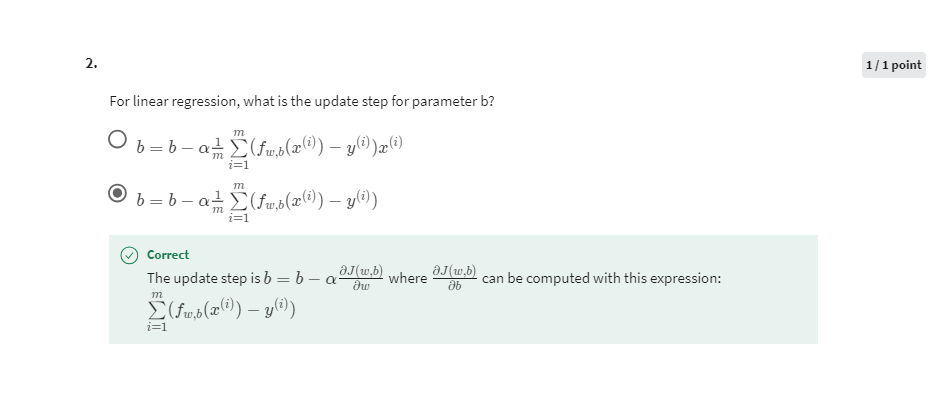 2.
1 / 1 point
For linear regression, what is the update step for parameter b?
b = b − α 1/m ∑_{i=1}^{m} (f_{w,b}(x^{(i)}) − y^{(i)})x^{(i)}
b = b − α 1/m ∑_{i=1}^{m} (f_{w,b}(x^{(i)}) − y^{(i)})
Correct
The update step is b = b − α ∂J(w,b)/∂w where ∂J(w,b)/∂b can be computed with this expression:
∑_{i=1}^{m} (f_{w,b}(x^{(i)}) − y^{(i)})